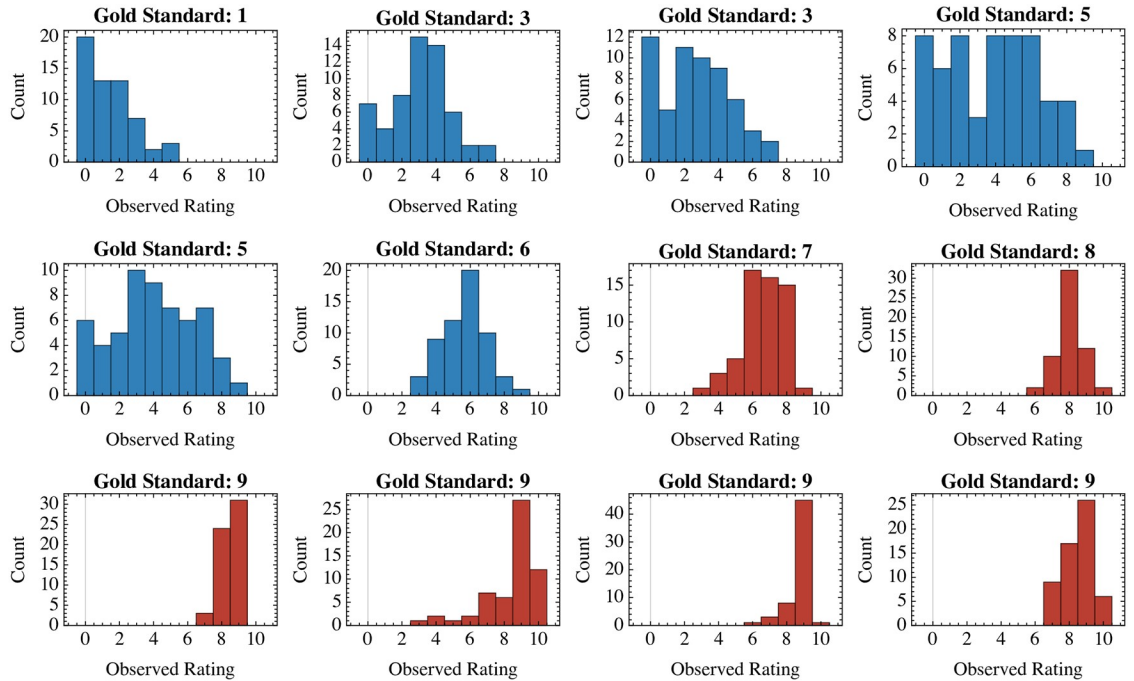 Gold Standard: 1 Gold Standard: 3 Gold Standard: 3 Gold Standard: 5
20 15 10 5 0 Count 0 2 4 6 8 10
14 12 10 8 6 4 2 0 Count 0 2 4 6 8 10
12 10 8 6 4 2 0 Count 0 2 4 6 8 10
8 6 4 2 0 Count 0 2 4 6 8 10
Observed Rating Observed Rating Observed Rating Observed Rating
Gold Standard: 5 Gold Standard: 6 Gold Standard: 7 Gold Standard: 8
10 8 6 4 2 0 Count 0 2 4 6 8 10
20 15 10 5 0 Count 0 2 4 6 8 10
15 10 5 0 Count 0 2 4 6 8 10
30 25 20 15 10 5 0 Count 0 2 4 6 8 10
Observed Rating Observed Rating Observed Rating Observed Rating
Gold Standard: 9 Gold Standard: 9 Gold Standard: 9 Gold Standard: 9
30 25 20 15 10 5 0 Count 0 2 4 6 8 10
25 20 15 10 5 0 Count 0 2 4 6 8 10
40 30 20 10 0 Count 0 2 4 6 8 10
25 20 15 10 5 0 Count 0 2 4 6 8 10
Observed Rating Observed Rating Observed Rating Observed Rating